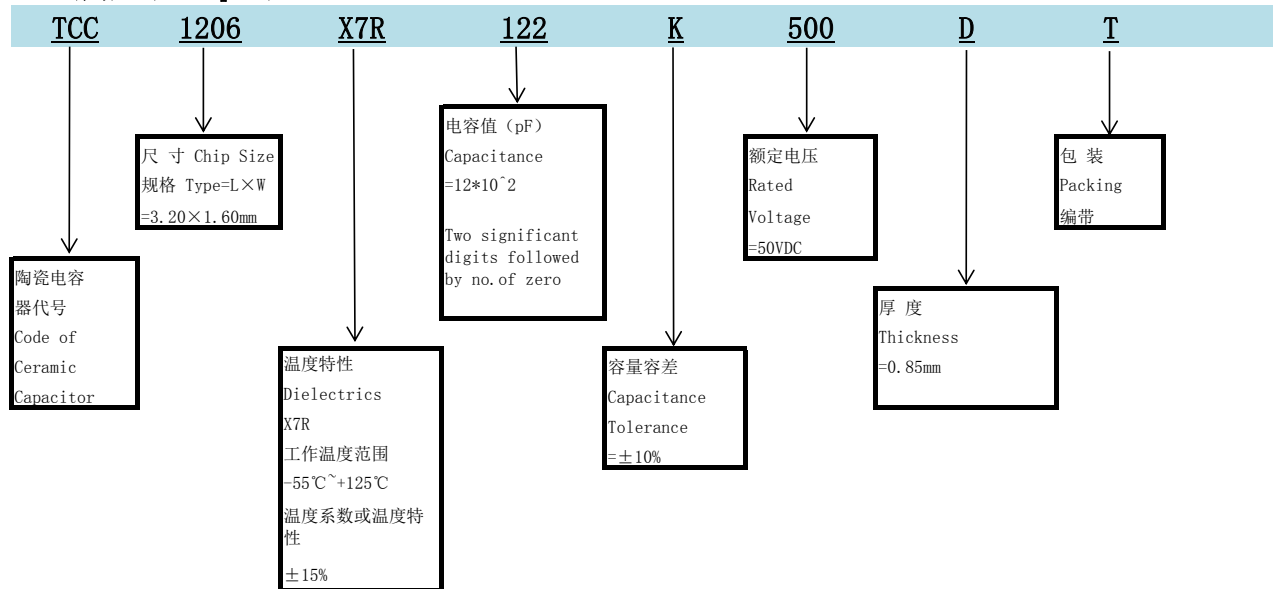 TCC 1206 X7R 122 K 500 D T
陶瓷电容
器代号
Code of
Ceramic
Capacitor
尺 寸 Chip Size
规格 Type=L×W
=3.20×1.60mm
温度特性
Dielectrics
X7R
工作温度范围
-55℃~+125℃
温度系数或温度特
性
±15%
电容值（pF）
Capacitance
=12*10^2
Two significant
digits followed
by no.of zero
容量容差
Capacitance
Tolerance
=±10%
额定电压
Rated
Voltage
=50VDC
厚 度
Thickness
=0.85mm
包 装
Packing
编带